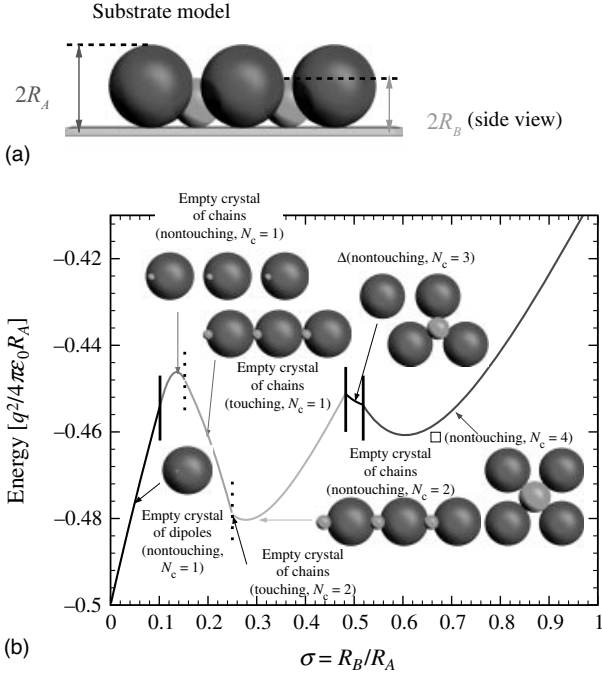 Substrate model
2R_A
2R_B (side view)
(a)
Empty crystal
of chains
(nontouching, N_c = 1)
Δ(nontouching, N_c = 3)
Empty crystal
of chains
(touching, N_c = 1)
□ (nontouching, N_c = 4)
Empty crystal
of chains
(nontouching, N_c = 2)
Empty crystal
of dipoles
(nontouching,
N_c = 1)
Empty crystal
of chains
(touching, N_c = 2)
Energy [q²/4πε₀R_A]
−0.42
−0.44
−0.46
−0.48
−0.5
0
0.1
0.2
0.3
0.4
0.5
0.6
0.7
0.8
0.9
1
(b)
σ = R_B/R_A